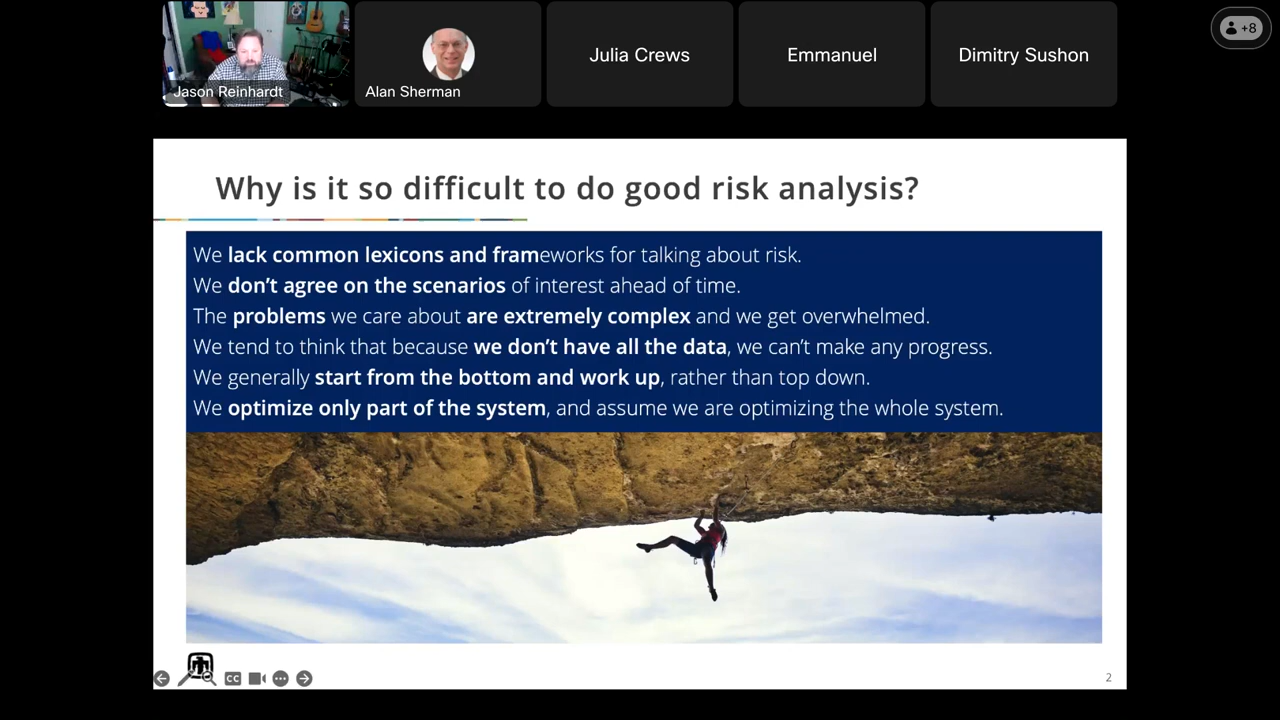 Jason Reinhardt
Alan Sherman
Julia Crews
Emmanuel
Dimitry Sushon
+8
Why is it so difficult to do good risk analysis?
We lack common lexicons and frameworks for talking about risk.
We don’t agree on the scenarios of interest ahead of time.
The problems we care about are extremely complex and we get overwhelmed.
We tend to think that because we don’t have all the data, we can’t make any progress.
We generally start from the bottom and work up, rather than top down.
We optimize only part of the system, and assume we are optimizing the whole system.
CC
2